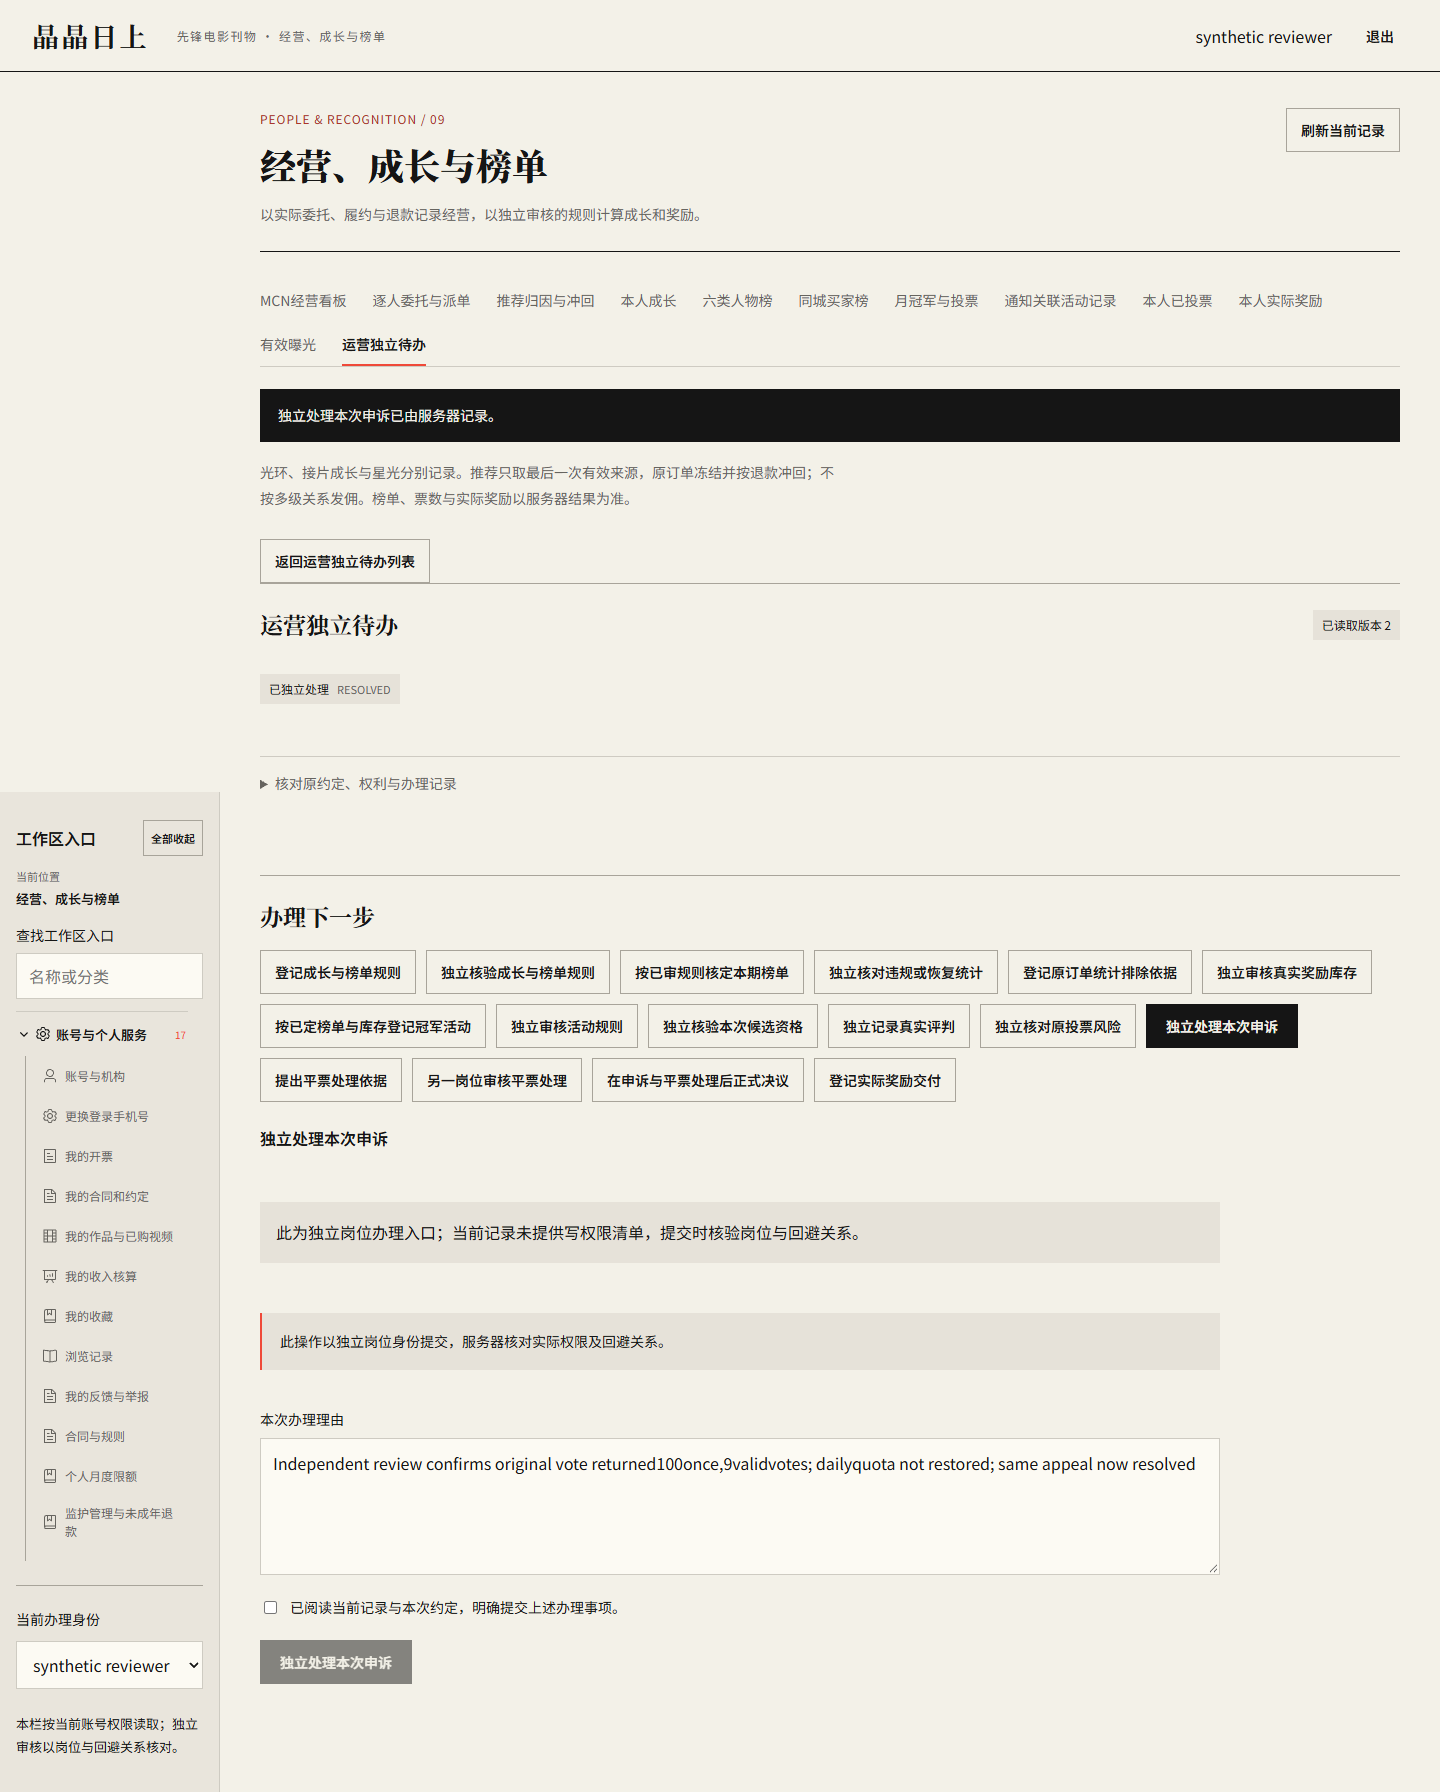 晶晶日上
先锋电影刊物 • 经营、成长与榜单
synthetic reviewer
退出
PEOPLE & RECOGNITION / 09
刷新当前记录
经营、成长与榜单
以实际委托、履约与退款记录经营，以独立审核的规则计算成长和奖励。
MCN经营看板 逐人委托与派单 推荐归因与冲回 本人成长 六类人物榜 同城买家榜 月冠军与投票 通知关联活动记录 本人已投票 本人实际奖励
有效曝光 运营独立待办
独立处理本次申诉已由服务器记录。
光环、接片成长与星光分别记录。推荐只取最后一次有效来源，原订单冻结并按退款冲回；不
按多级关系发佣。榜单、票数与实际奖励以服务器结果为准。
返回运营独立待办列表
运营独立待办
已读取版本 2
已独立处理 RESOLVED
核对原约定、权利与办理记录
工作区入口
全部收起
当前位置
经营、成长与榜单
查找工作区入口
名称或分类
账号与个人服务 17
账号与机构
更换登录手机号
我的开票
我的合同和约定
我的作品与已购视频
我的收入核算
我的收藏
浏览记录
我的反馈与举报
合同与规则
个人月度限额
监护管理与未成年退
款
当前办理身份
synthetic reviewer
本栏按当前账号权限读取；独立
审核以岗位与回避关系核对。
办理下一步
登记成长与榜单规则 独立核验成长与榜单规则 按已审规则核定本期榜单 独立核对违规或恢复统计 登记原订单统计排除依据 独立审核真实奖励库存
按已定榜单与库存登记冠军活动 独立审核活动规则 独立核验本次候选资格 独立记录真实评判 独立核对原投票风险 独立处理本次申诉
提出平票处理依据 另一岗位审核平票处理 在申诉与平票处理后正式决议 登记实际奖励交付
独立处理本次申诉
此为独立岗位办理入口；当前记录未提供写权限清单，提交时核验岗位与回避关系。
此操作以独立岗位身份提交，服务器核对实际权限及回避关系。
本次办理理由
Independent review confirms original vote returned100once,9validvotes; dailyquota not restored; same appeal now resolved
已阅读当前记录与本次约定，明确提交上述办理事项。
独立处理本次申诉